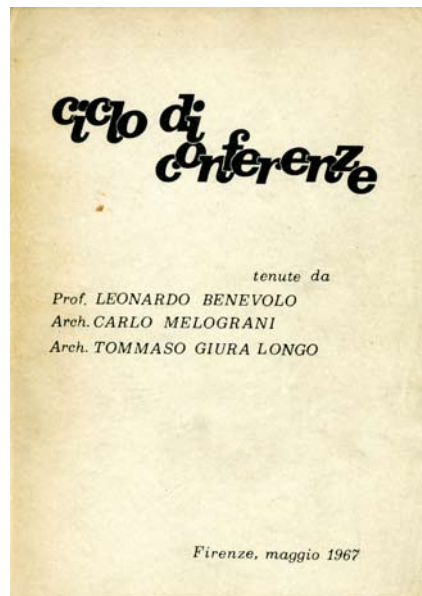 ciclo di
conferenze
tenute da
Prof. LEONARDO BENEVOLO
Arch. CARLO MELOGRANI
Arch. TOMMASO GIURA LONGO
Firenze, maggio 1967